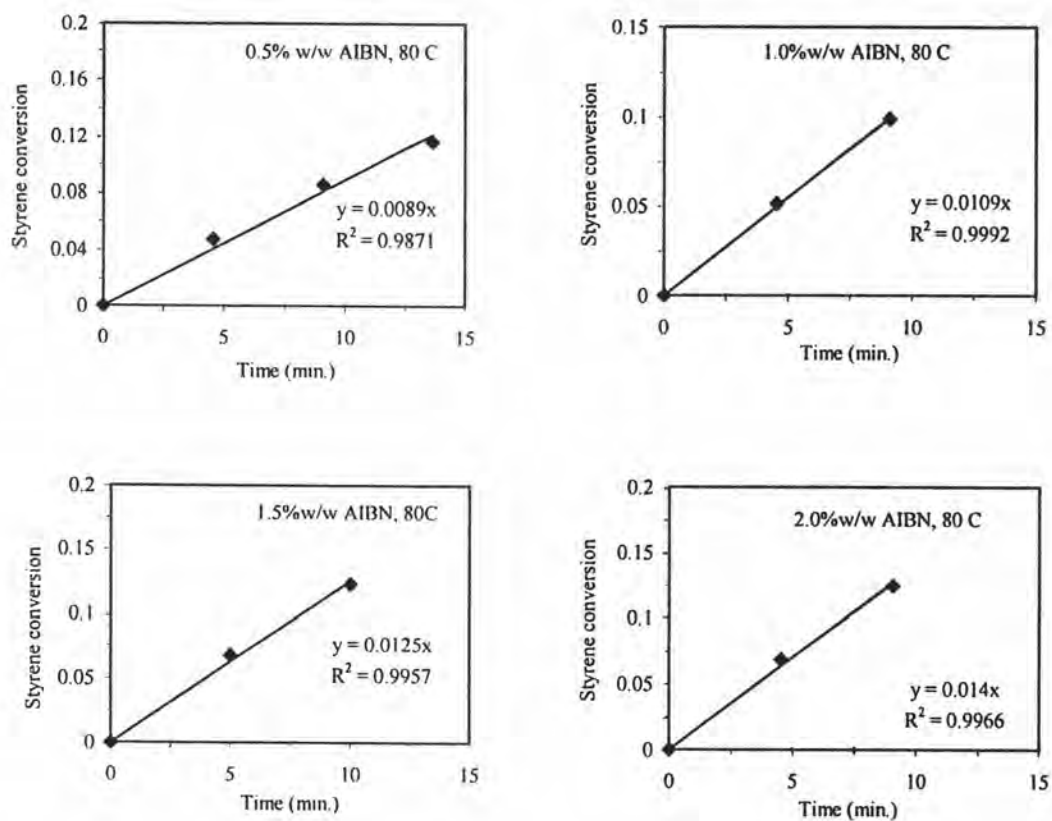 0.5% w/w AIBN, 80 C
Styrene conversion
0.2
0.16
0.12
0.08
0.04
0
y = 0.0089x
R² = 0.9871
0 5 10 15
Time (min.)
1.0%w/w AIBN, 80 C
Styrene conversion
0.15
0.1
0.05
0
y = 0.0109x
R² = 0.9992
0 5 10 15
Time (min.)
1.5%w/w AIBN, 80C
Styrene conversion
0.2
0.15
0.1
0.05
0
y = 0.0125x
R² = 0.9957
0 5 10 15
Time (min.)
2.0%w/w AIBN, 80 C
Styrene conversion
0.2
0.15
0.1
0.05
0
y = 0.014x
R² = 0.9966
0 5 10 15
Time (min.)